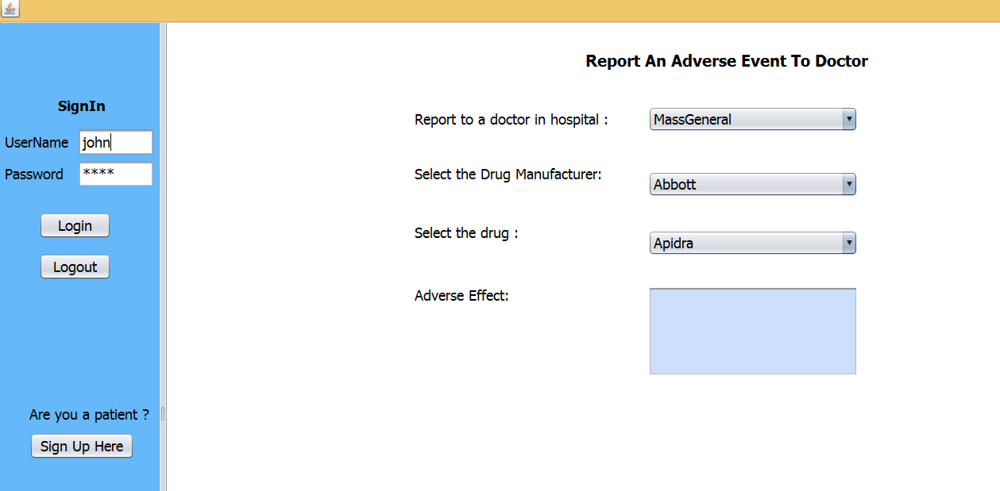 SignIn
UserName john
Password ****
Login
Logout
Are you a patient ?
Sign Up Here
Report An Adverse Event To Doctor
Report to a doctor in hospital : MassGeneral
Select the Drug Manufacturer: Abbott
Select the drug : Apidra
Adverse Effect: